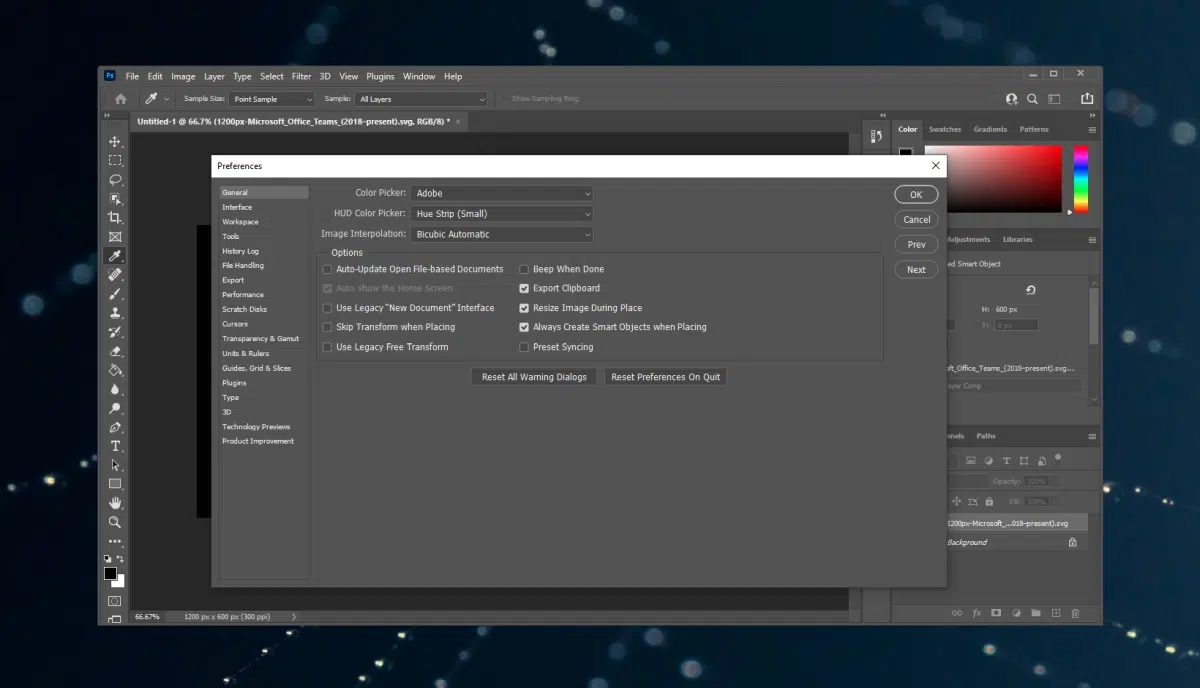 Ps File Edit Image Layer Type Select Filter 3D View Plugins Window Help
Sample Size: Point Sample Sample: All Layers Show Sampling Ring
Untitled-1 @ 66.7% (1200px-Microsoft_Office_Teams_(2018-present).svg, RGB/8) * ×
Color Swatches Gradients Patterns
Preferences
General
Interface
Workspace
Tools
History Log
File Handling
Export
Performance
Scratch Disks
Cursors
Transparency & Gamut
Units & Rulers
Guides, Grid & Slices
Plugins
Type
3D
Technology Previews
Product Improvement
Color Picker: Adobe
HUD Color Picker: Hue Strip (Small)
Image Interpolation: Bicubic Automatic
Options
Auto-Update Open File-based Documents
Beep When Done
Auto show the Home Screen
Export Clipboard
Use Legacy “New Document” Interface
Resize Image During Place
Skip Transform when Placing
Always Create Smart Objects when Placing
Use Legacy Free Transform
Preset Syncing
Reset All Warning Dialogs
Reset Preferences On Quit
OK
Cancel
Prev
Next
Adjustments Libraries
ed Smart Object
H: 600 px
Y: 0 px
ft_Office_Teams_(2018-present).svg...
ayer Comp
nnels Paths
Opacity: 100%
Fill: 100%
1200px-Microsoft_...018-present).svg
Background
fx
66.67% 1200 px x 600 px (300 ppi)